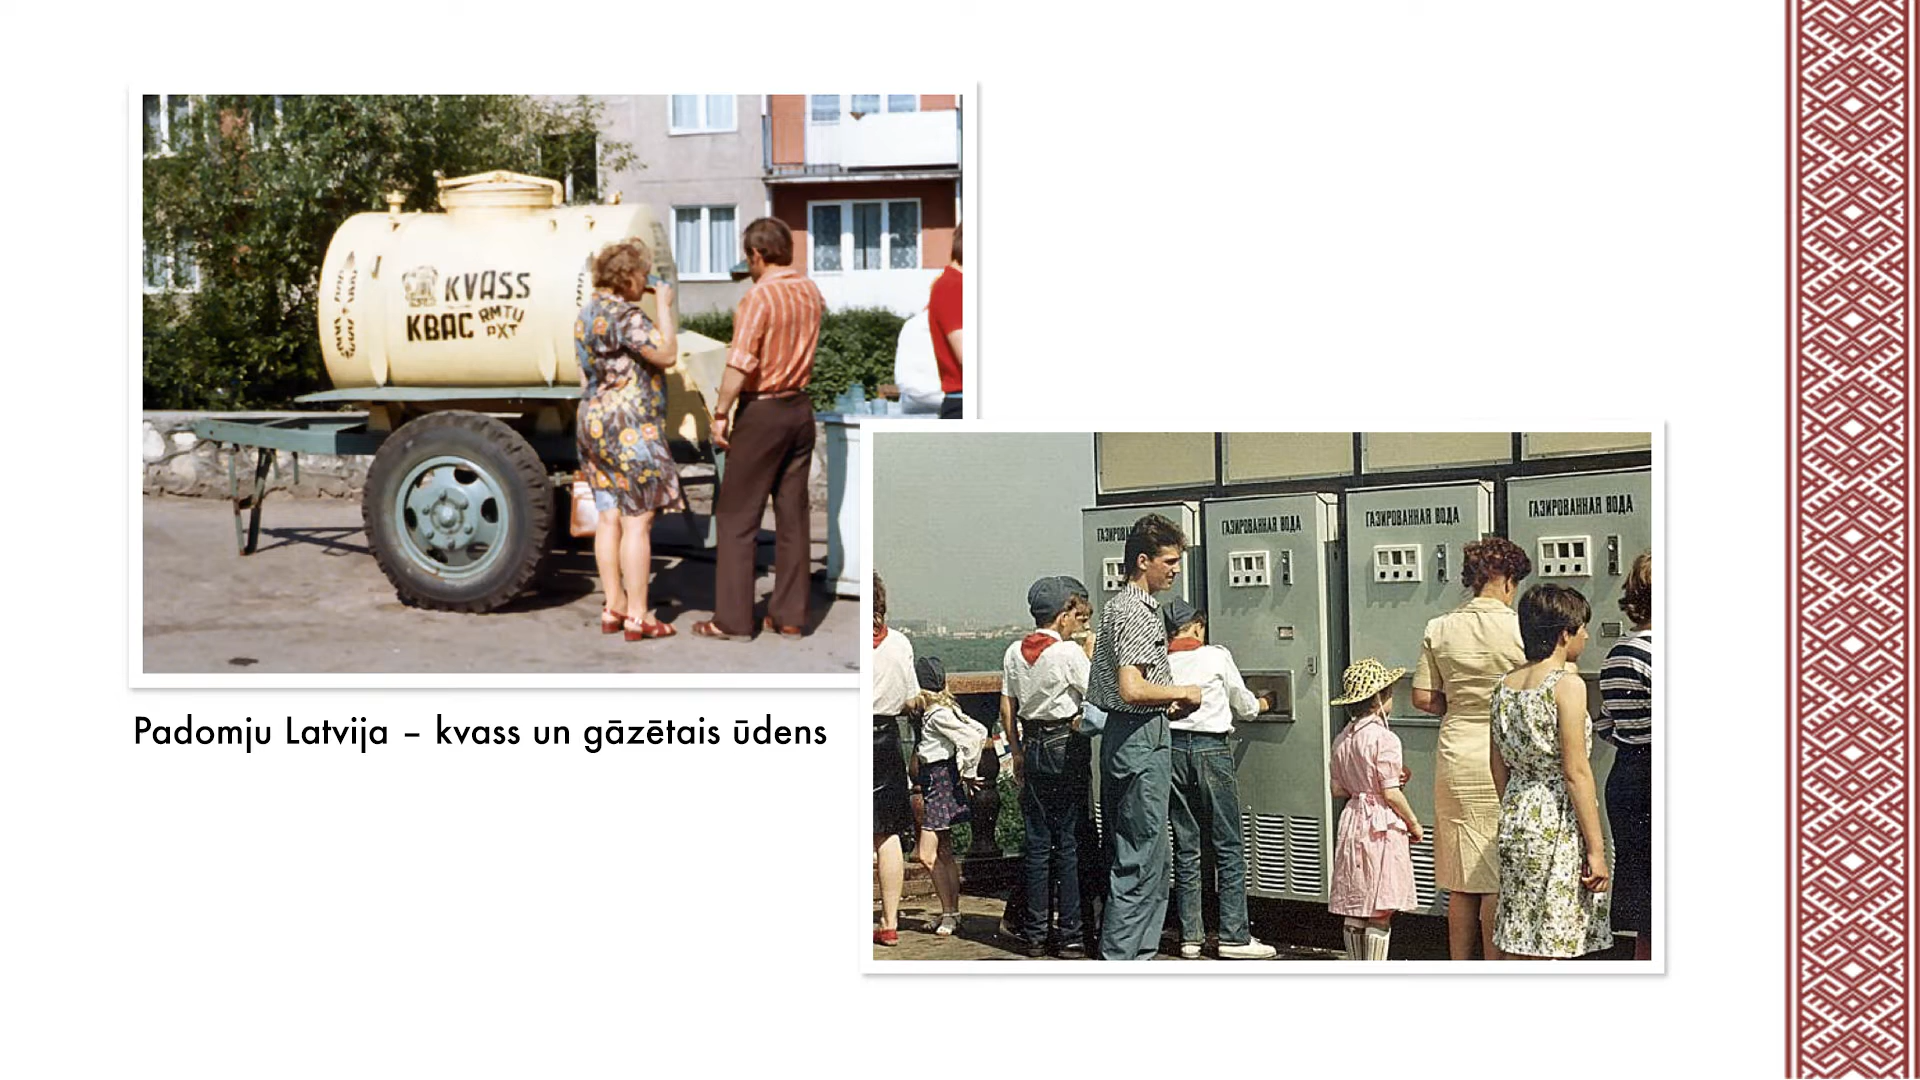 KVASS
КВАС
RMTU
РХТ
ГАЗИРОВАННАЯ ВОДА
ГАЗИРОВАННАЯ ВОДА
ГАЗИРОВАННАЯ ВОДА
Padomju Latvija – kvass un gāzētais ūdens